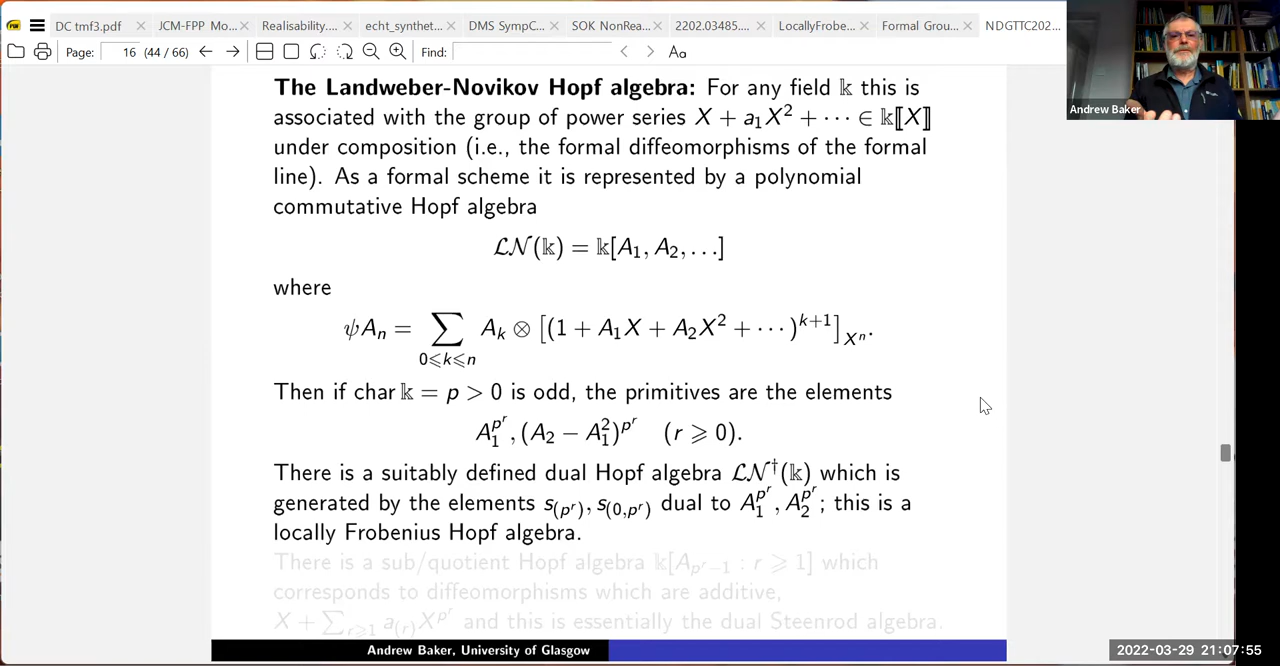 DC tmf3.pdf
JCM-FPP Mo...
Realisability....
echt_synthet...
DMS SympC...
SOK NonRea...
2202.03485....
LocallyFrobe...
Formal Grou...
NDGTTC202...
Page: 16 (44 / 66) Find: Aa
Andrew Baker
The Landweber-Novikov Hopf algebra: For any field 𝕜 this is
associated with the group of power series X + a₁X² + ⋯ ∈ 𝕜⟦X⟧
under composition (i.e., the formal diffeomorphisms of the formal
line). As a formal scheme it is represented by a polynomial
commutative Hopf algebra
ℒ𝒩(𝕜) = 𝕜[A₁, A₂, . . .]
where
ψAₙ = ∑_{0⩽k⩽n} Aₖ ⊗ [(1 + A₁X + A₂X² + ⋯)^{k+1}]_{Xⁿ}.
Then if char 𝕜 = p > 0 is odd, the primitives are the elements
A₁^{p^r}, (A₂ − A₁²)^{p^r} (r ⩾ 0).
There is a suitably defined dual Hopf algebra ℒ𝒩†(𝕜) which is
generated by the elements s_{(p^r)}, s_{(0,p^r)} dual to A₁^{p^r}, A₂^{p^r}; this is a
locally Frobenius Hopf algebra.
There is a sub/quotient Hopf algebra 𝕜[A_{p^r−1} : r ⩾ 1] which
corresponds to diffeomorphisms which are additive,
X + ∑_{r⩾1} a_{(r)}X^{p^r} and this is essentially the dual Steenrod algebra.
Andrew Baker, University of Glasgow
2022-03-29 21:07:55